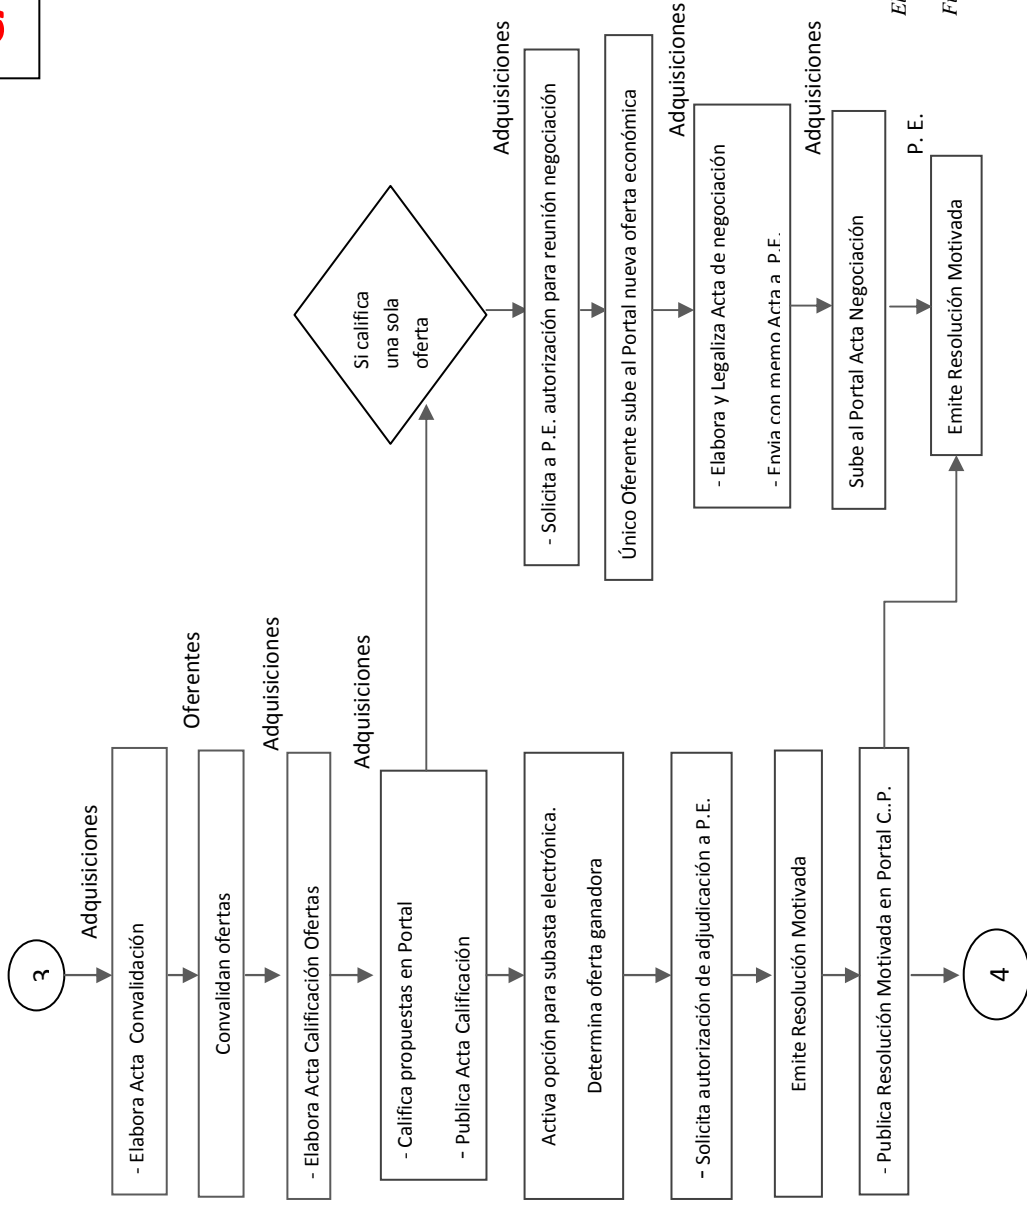 3
Adquisiciones
- Elabora Acta Convalidación
Oferentes
Convalidan ofertas
Adquisiciones
- Elabora Acta Calificación Ofertas
Adquisiciones
- Califica propuestas en Portal
- Publica Acta Calificación
Activa opción para subasta electrónica.
Determina oferta ganadora
- Solicita autorización de adjudicación a P.E.
Emite Resolución Motivada
- Publica Resolución Motivada en Portal C..P.
4
Si califica
una sola
oferta
Adquisiciones
- Solicita a P.E. autorización para reunión negociación
Único Oferente sube al Portal nueva oferta económica
Adquisiciones
- Elabora y Legaliza Acta de negociación
- Envia con memo Acta a P.E.
Adquisiciones
Sube al Portal Acta Negociación
P. E.
Emite Resolución Motivada